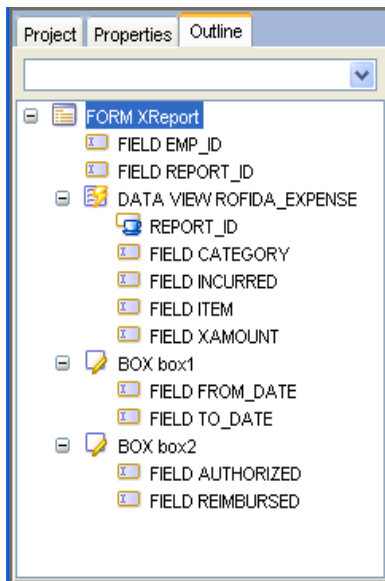 Project Properties Outline
FORM XReport
FIELD EMP_ID
FIELD REPORT_ID
DATA VIEW ROFIDA_EXPENSE
REPORT_ID
FIELD CATEGORY
FIELD INCURRED
FIELD ITEM
FIELD XAMOUNT
BOX box1
FIELD FROM_DATE
FIELD TO_DATE
BOX box2
FIELD AUTHORIZED
FIELD REIMBURSED